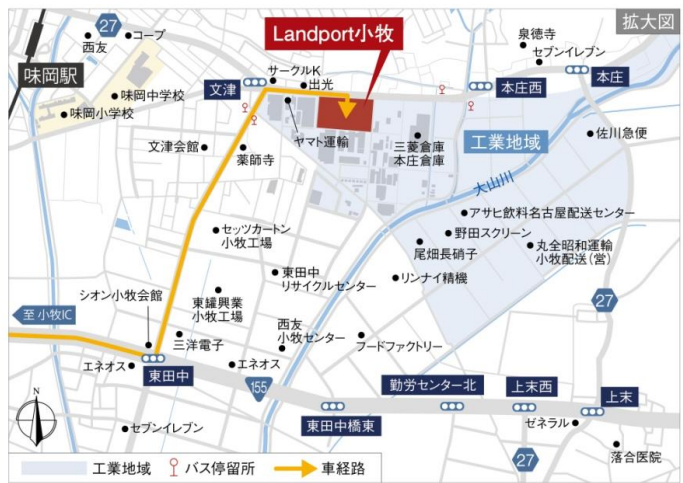 拡大図
27
西友
コープ
Landport小牧
泉徳寺
セブンイレブン
味岡駅
サークルK
出光
文津
本庄西
本庄
味岡中学校
味岡小学校
ヤマト運輸
三菱倉庫
本庄倉庫
工業地域
佐川急便
文津会館
薬師寺
大山川
アサヒ飲料名古屋配送センター
野田スクリーン
尾畑長硝子
丸全昭和運輸
小牧配送(営)
セッツカートン
小牧工場
東田中
リサイクルセンター
リンナイ精機
シオン小牧会館
東罐興業
小牧工場
27
至 小牧IC
三洋電子
西友
小牧センター
フードファクトリー
エネオス
東田中
エネオス
155
勤労センター北
上末西
上末
東田中橋東
ゼネラル
セブンイレブン
N
27
落合医院
工業地域
バス停留所
車経路